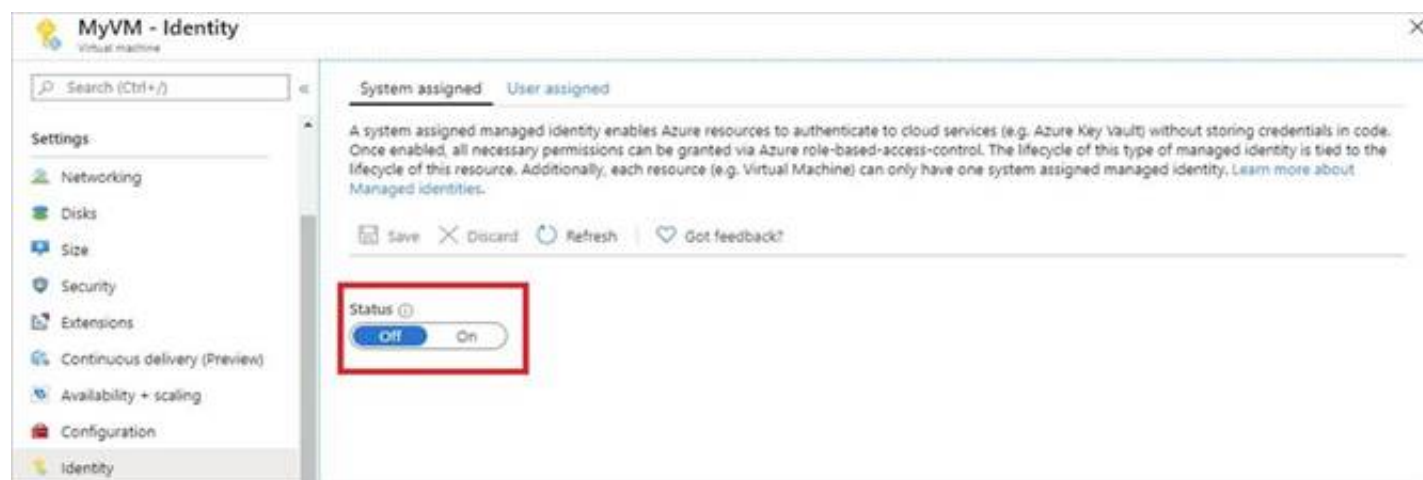 MyVM - Identity
Virtual machine
Search (Ctrl+/)
Settings
Networking
Disks
Size
Security
Extensions
Continuous delivery (Preview)
Availability + scaling
Configuration
Identity
System assigned User assigned
A system assigned managed identity enables Azure resources to authenticate to cloud services (e.g. Azure Key Vault) without storing credentials in code.
Once enabled, all necessary permissions can be granted via Azure role-based-access-control. The lifecycle of this type of managed identity is tied to the
lifecycle of this resource. Additionally, each resource (e.g. Virtual Machine) can only have one system assigned managed identity. Learn more about
Managed identities.
Save Discard Refresh Got feedback?
Status
Off On